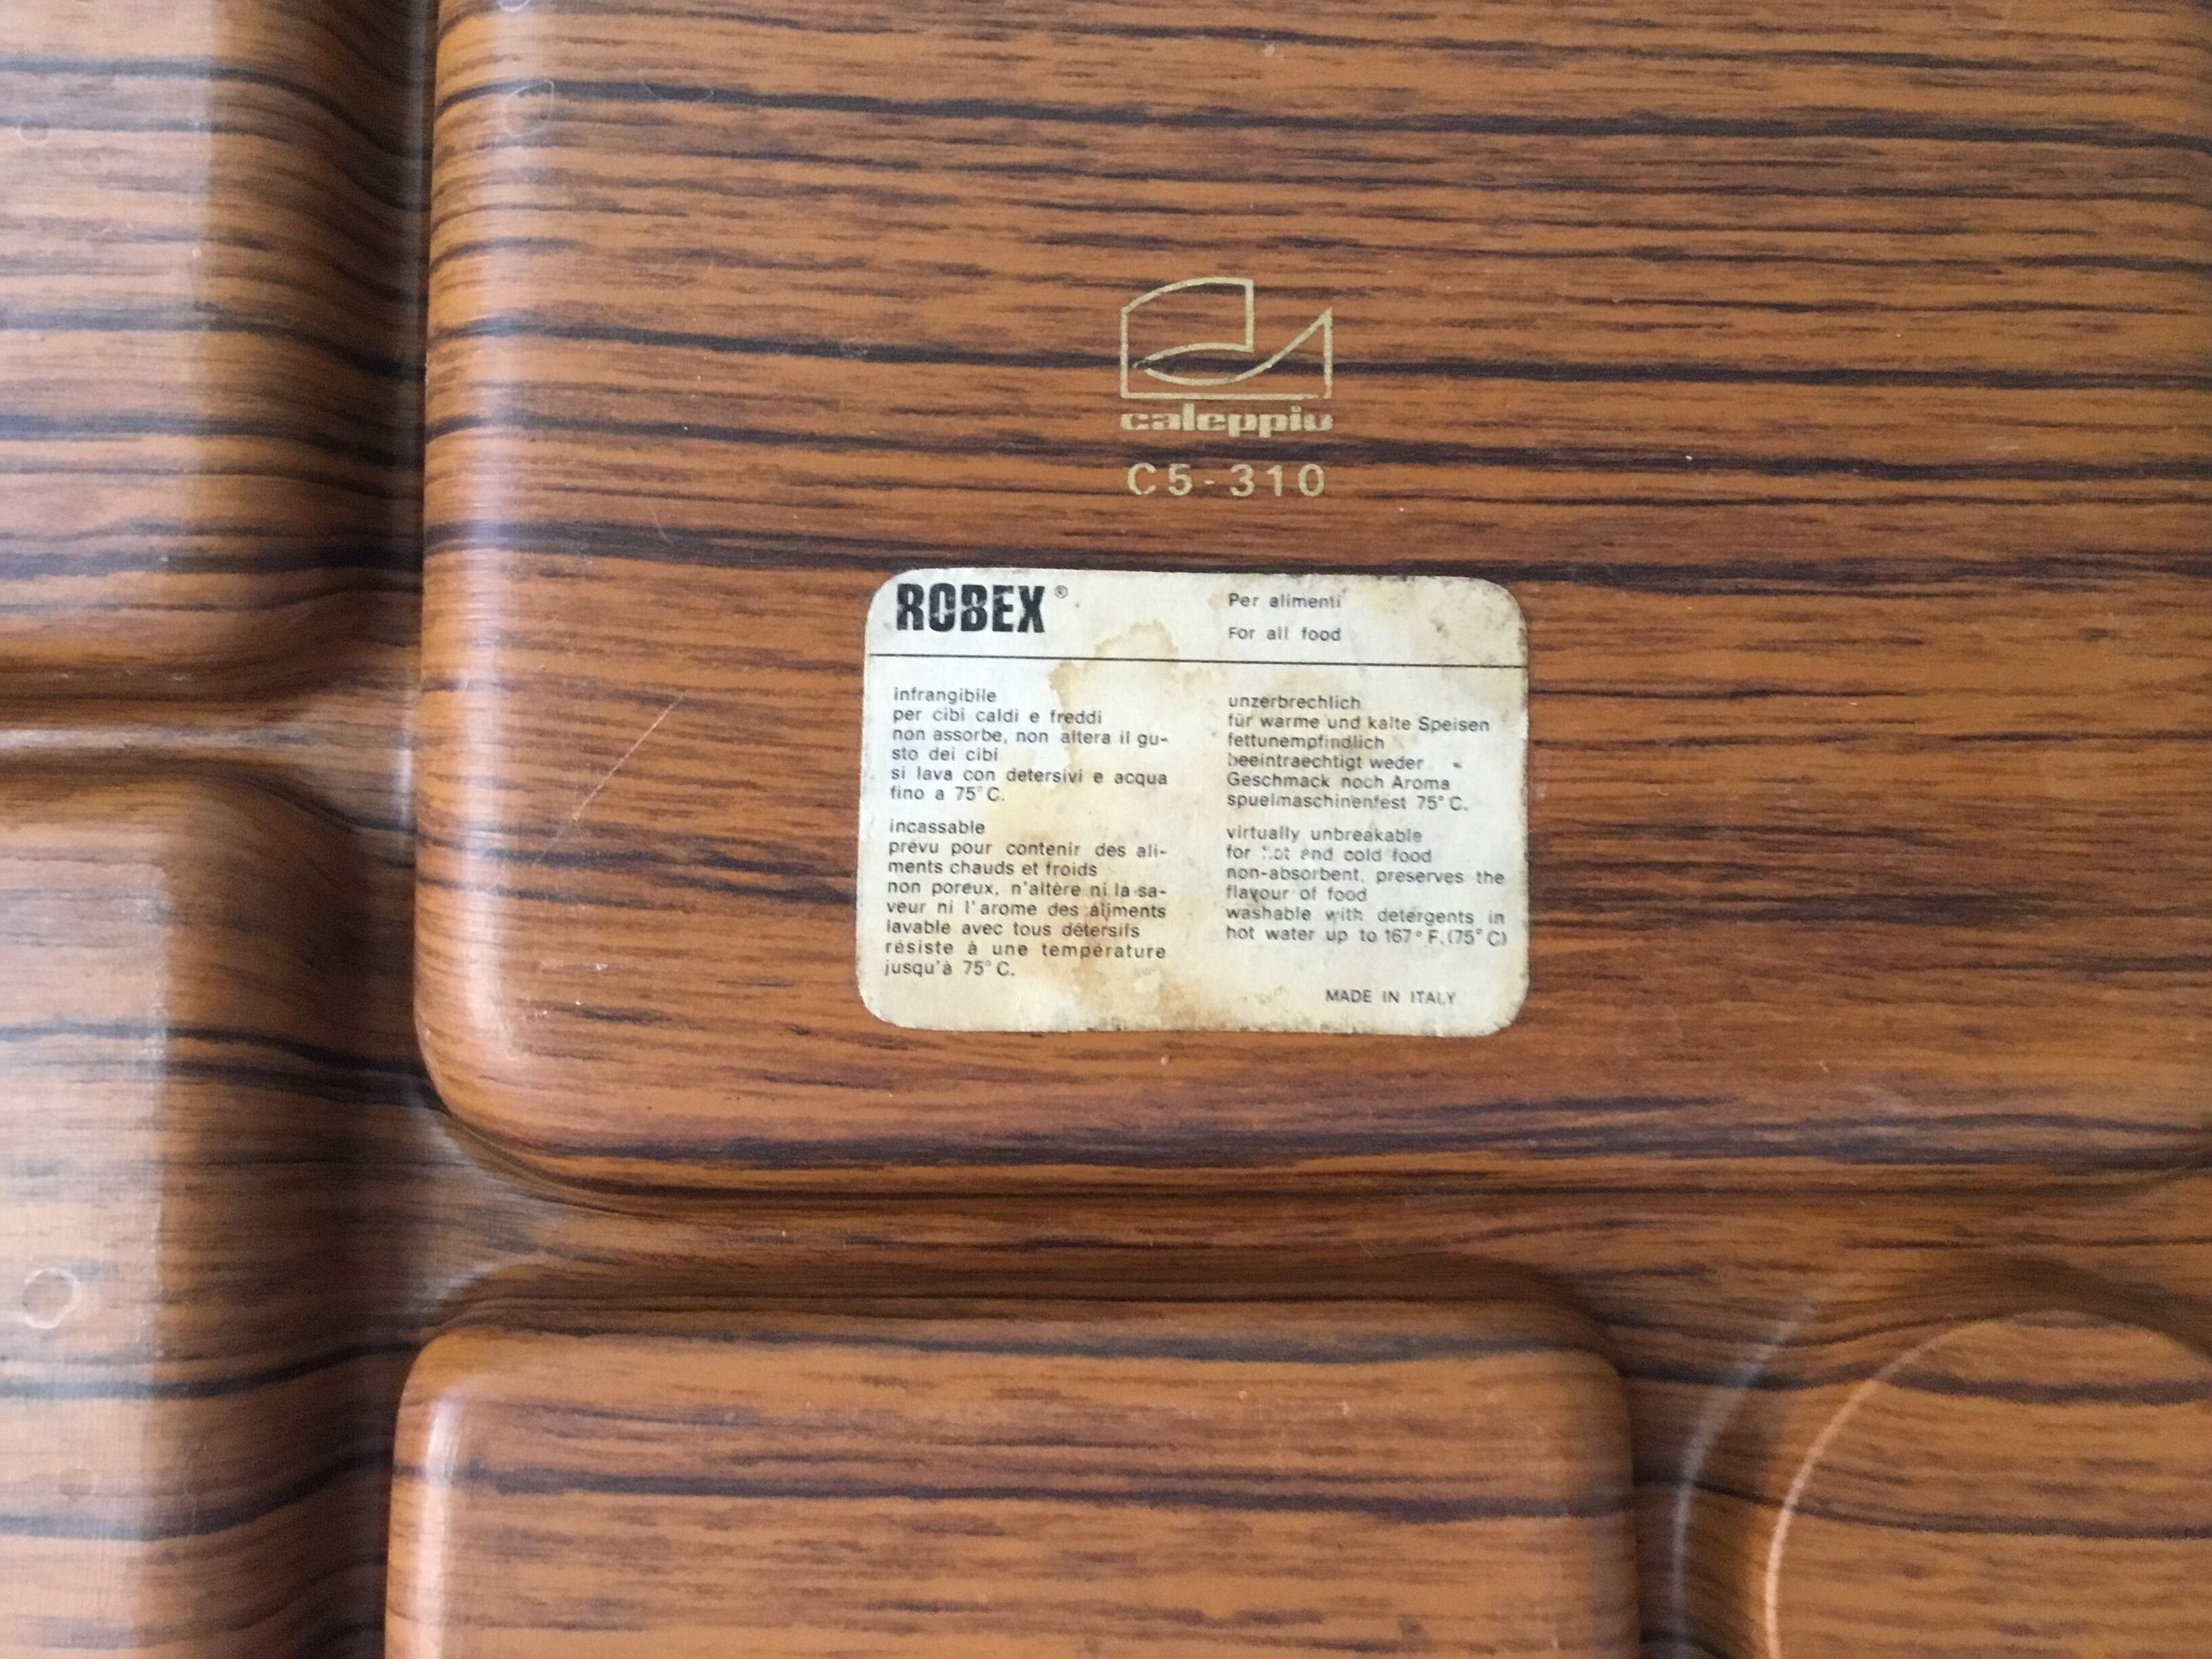 caleppio
C5-310
ROBEX®
Per alimenti
For all food
infrangibile
per cibi caldi e freddi
non assorbe, non altera il gu-
sto dei cibi
si lava con detersivi e acqua
fino a 75° C.
incassable
prévu pour contenir des ali-
ments chauds et froids
non poreux, n'altère ni la sa-
veur ni l'arome des aliments
lavable avec tous détersifs
résiste à une température
jusqu'à 75° C.
unzerbrechlich
für warme und kalte Speisen
fettunempfindlich
beeintraechtigt weder
Geschmack noch Aroma
spuelmaschinenfest 75° C.
virtually unbreakable
for hot and cold food
non-absorbent, preserves the
flavour of food
washable with detergents in
hot water up to 167° F. (75° C)
MADE IN ITALY